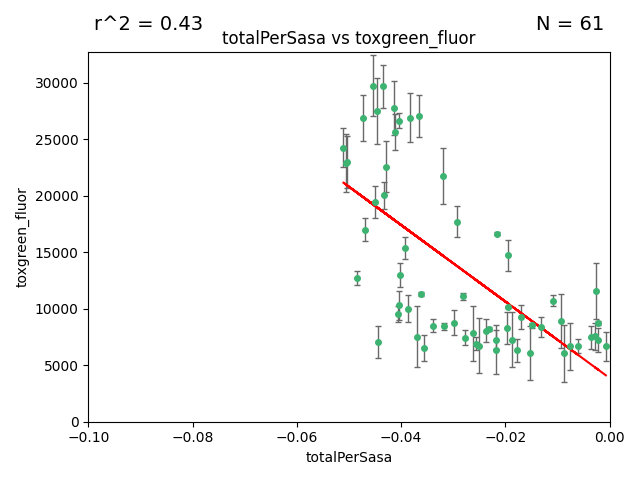 r^2 = 0.43
N = 61
totalPerSasa vs toxgreen_fluor
30000
25000
20000
15000
10000
5000
0
toxgreen_fluor
−0.10
−0.08
−0.06
−0.04
−0.02
0.00
totalPerSasa